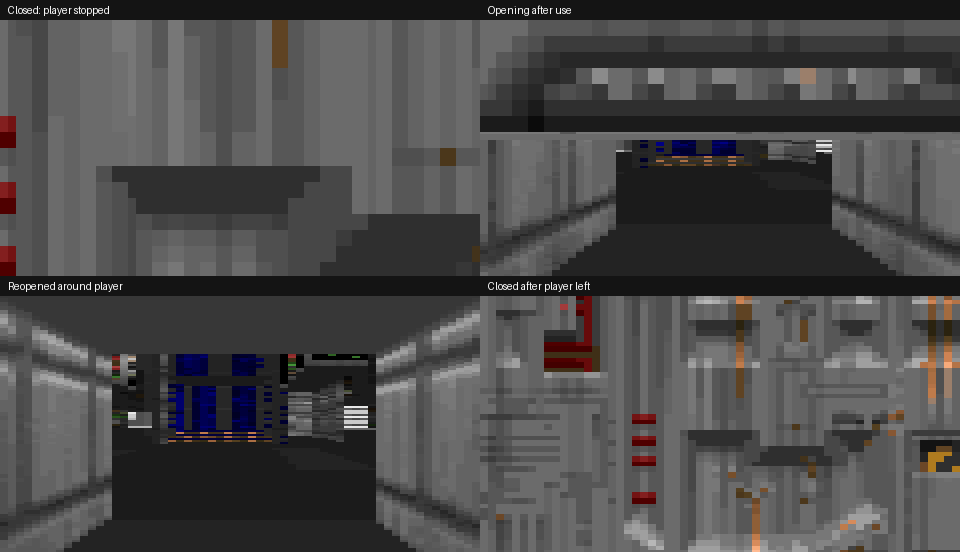 Closed: player stopped
Opening after use
Reopened around player
Closed after player left